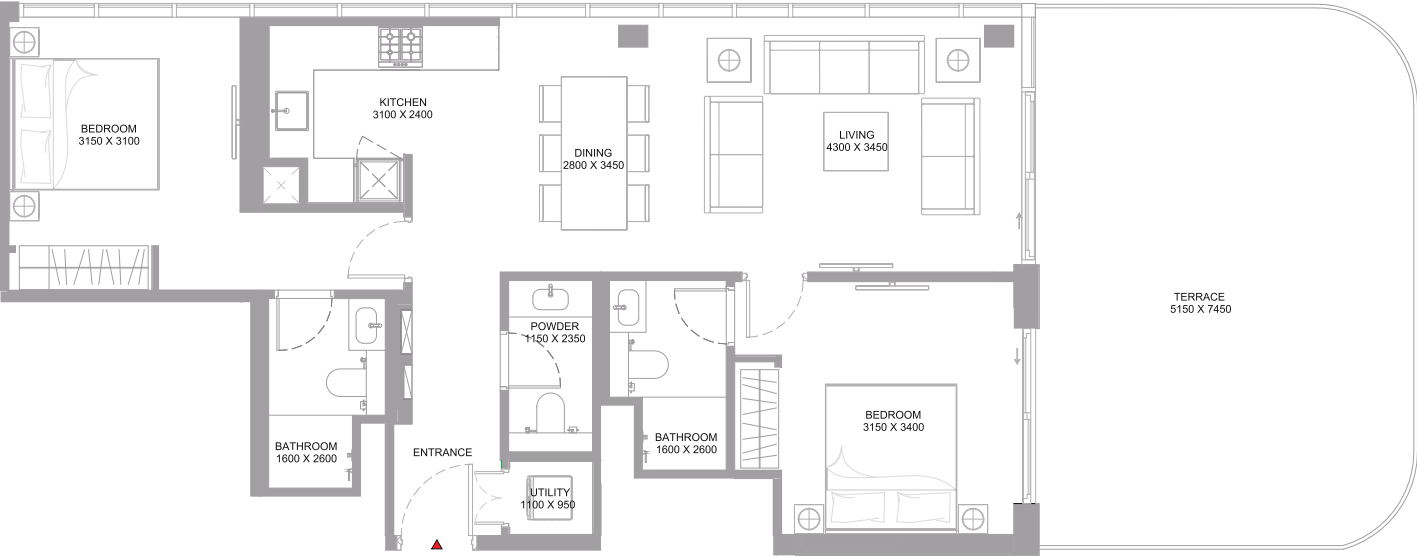 BEDROOM
3150 X 3100
KITCHEN
3100 X 2400
DINING
2800 X 3450
LIVING
4300 X 3450
TERRACE
5150 X 7450
POWDER
1150 X 2350
BEDROOM
3150 X 3400
BATHROOM
1600 X 2600
ENTRANCE
BATHROOM
1600 X 2600
UTILITY
1100 X 950